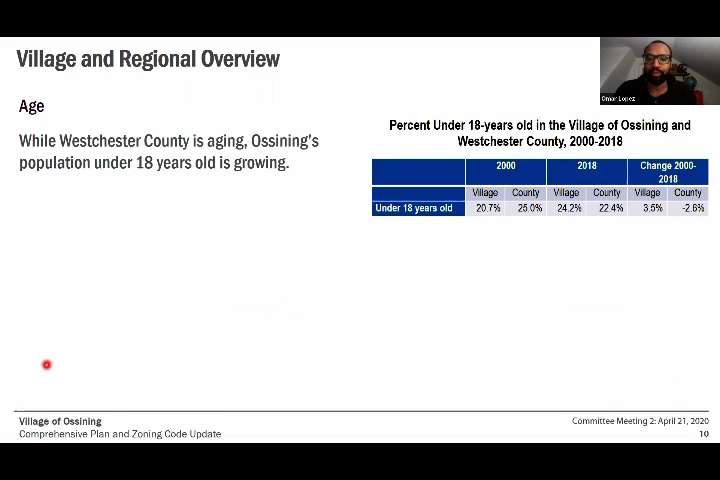 Village and Regional Overview
Omar Lopez
Age
While Westchester County is aging, Ossining's
population under 18 years old is growing.
Percent Under 18-years old in the Village of Ossining and
Westchester County, 2000-2018
2000 2018 Change 2000-
2018
Village County Village County Village County
Under 18 years old 20.7% 25.0% 24.2% 22.4% 3.5% -2.6%
Village of Ossining
Comprehensive Plan and Zoning Code Update
Committee Meeting 2: April 21, 2020
10